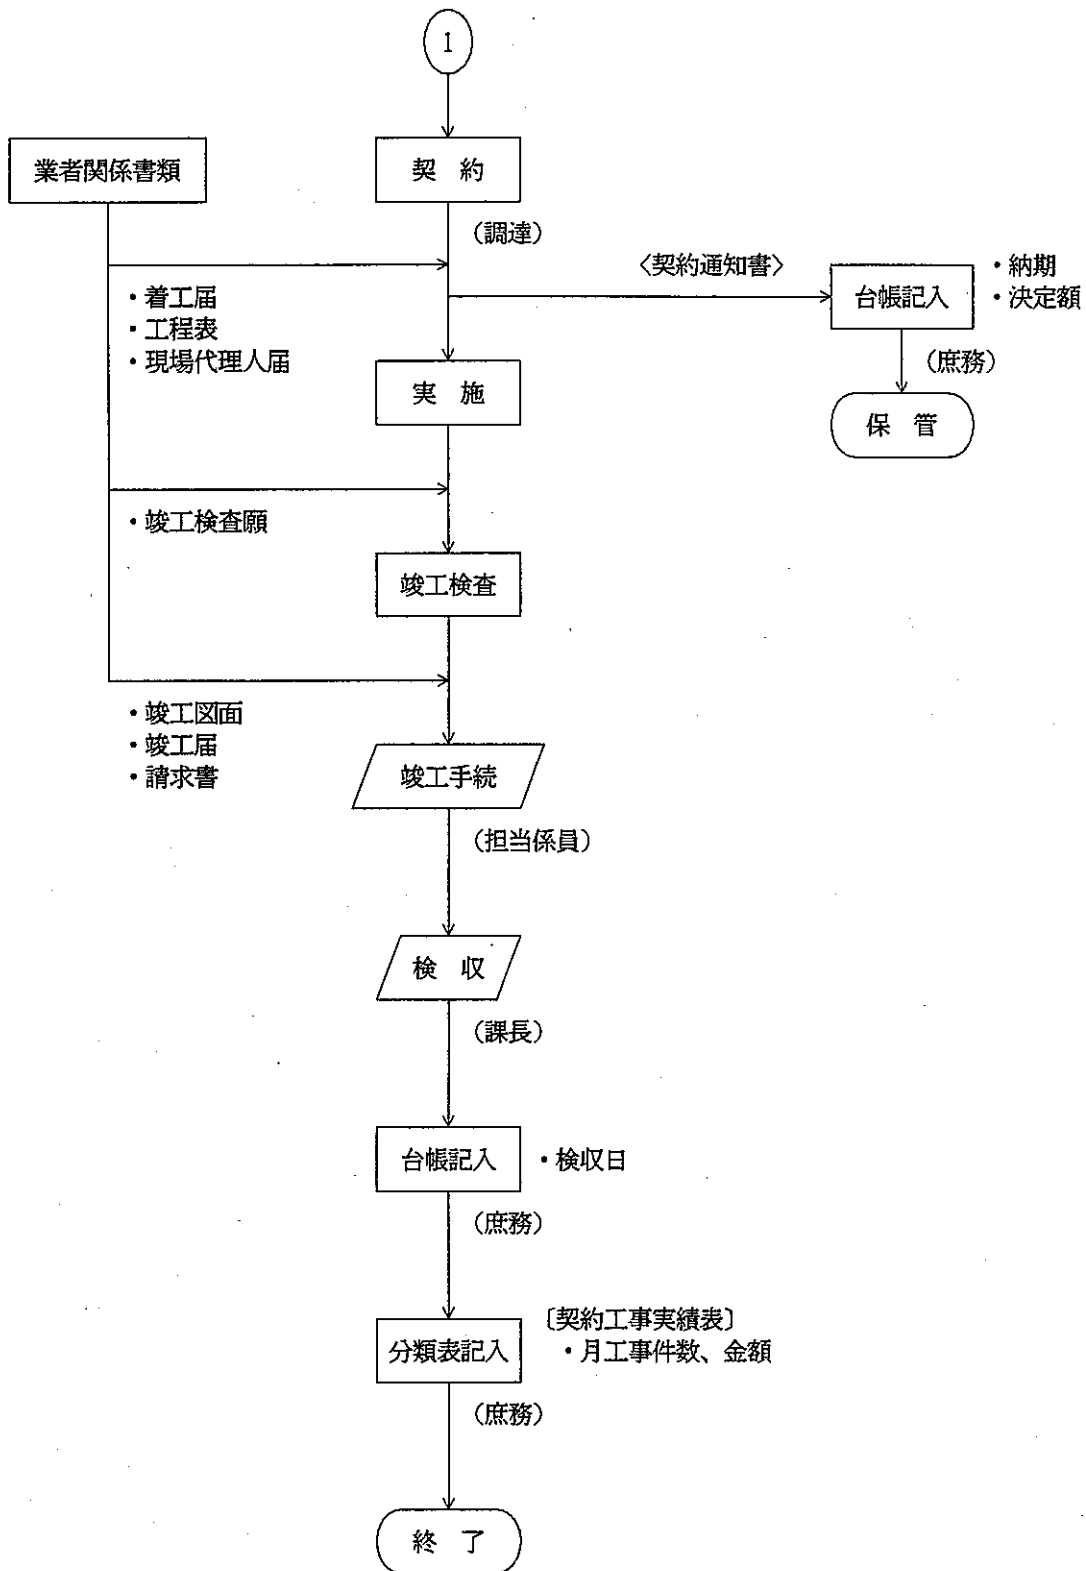 1
業者関係書類
契 約
(調達)
〈契約通知書〉
台帳記入
・納期
・決定額
・着工届
・工程表
・現場代理人届
(庶務)
実 施
保 管
・竣工検査願
竣工検査
・竣工図面
・竣工届
・請求書
竣工手続
(担当係員)
検 収
(課長)
台帳記入
・検収日
(庶務)
〔契約工事実績表〕
分類表記入
・月工事件数、金額
(庶務)
終 了